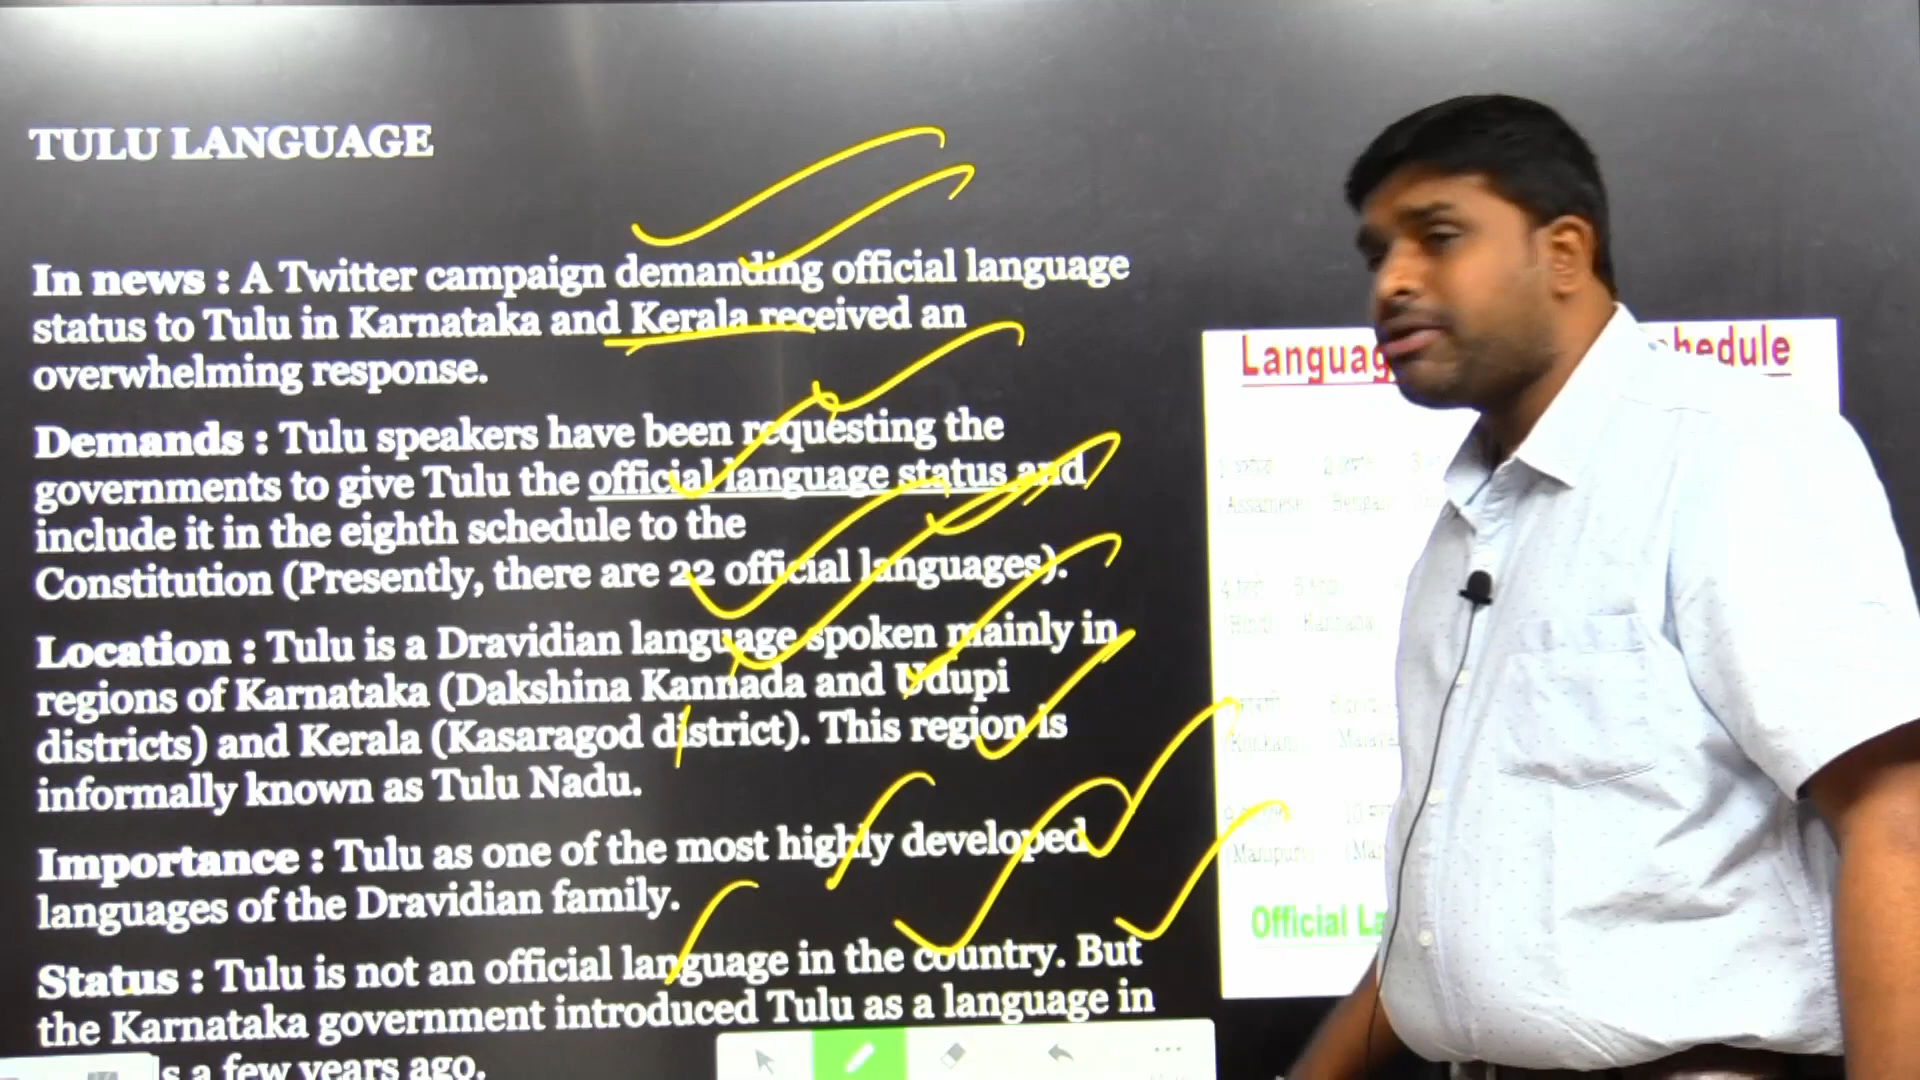 TULU LANGUAGE
In news : A Twitter campaign demanding official language
status to Tulu in Karnataka and Kerala received an
overwhelming response.
Demands : Tulu speakers have been requesting the
governments to give Tulu the official language status and
include it in the eighth schedule to the
Constitution (Presently, there are 22 official languages).
Location : Tulu is a Dravidian language spoken mainly in
regions of Karnataka (Dakshina Kannada and Udupi
districts) and Kerala (Kasaragod district). This region is
informally known as Tulu Nadu.
Importance : Tulu as one of the most highly developed
languages of the Dravidian family.
Status : Tulu is not an official language in the country. But
the Karnataka government introduced Tulu as a language in
a few years ago.
Assamese
Hindi Kannada
Official